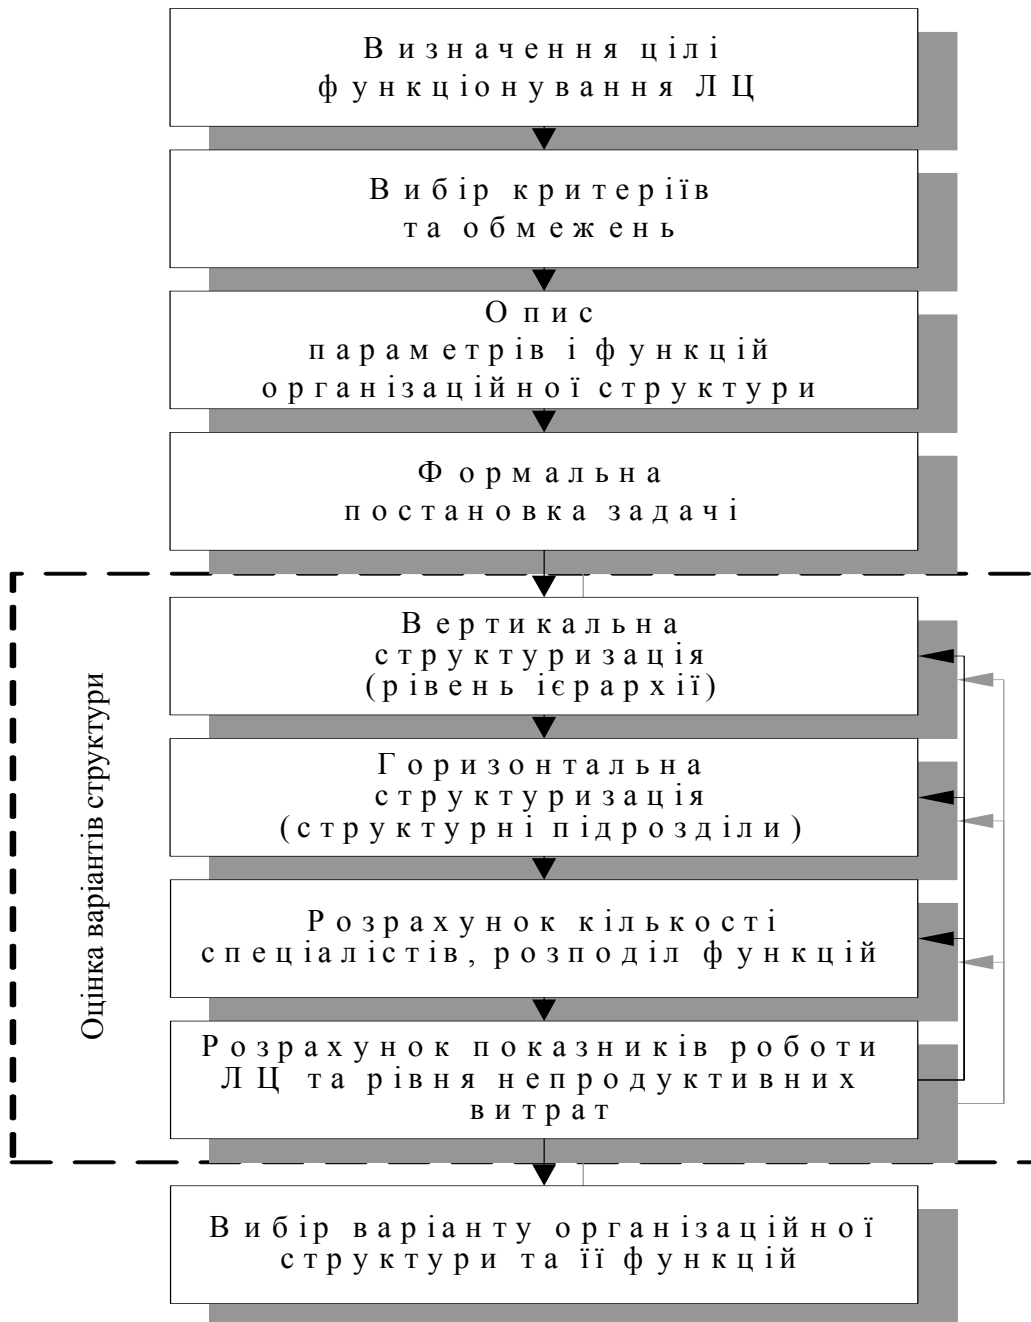 Визначення цілі
функціонування ЛЦ
Вибір критеріїв
та обмежень
Опис
параметрів і функцій
організаційної структури
Формальна
постановка задачі
Вертикальна
структуризація
(рівень ієрархії)
Горизонтальна
структуризація
(структурні підрозділи)
Розрахунок кількості
спеціалістів, розподіл функцій
Розрахунок показників роботи
ЛЦ та рівня непродуктивних
витрат
Оцінка варіантів структури
Вибір варіанту організаційної
структури та її функцій